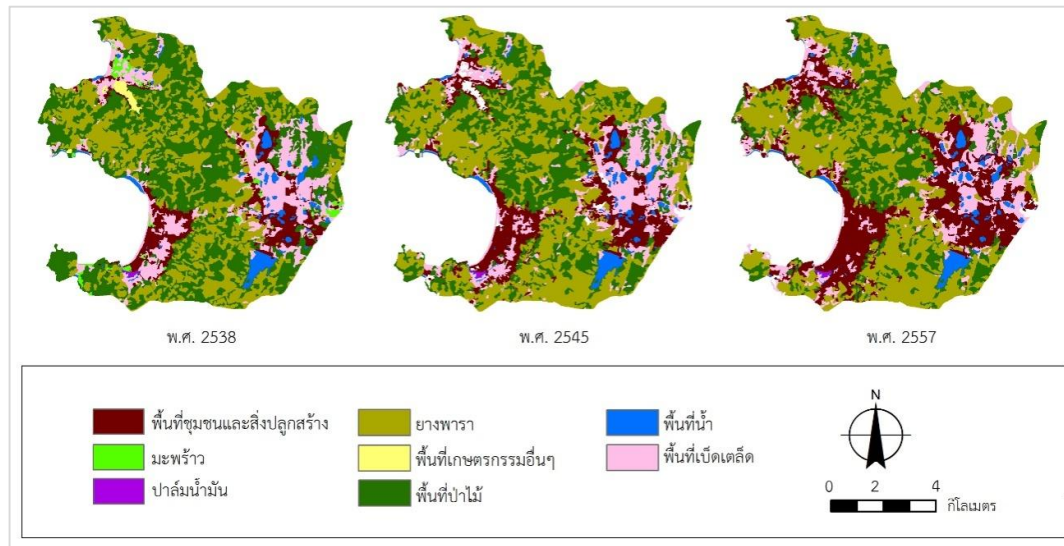 พ.ศ. 2538
พ.ศ. 2545
พ.ศ. 2557
พื้นที่ชุมชนและสิ่งปลูกสร้าง
มะพร้าว
ปาล์มน้ำมัน
ยางพารา
พื้นที่เกษตรกรรมอื่นๆ
พื้นที่ป่าไม้
พื้นที่น้ำ
พื้นที่เบ็ดเตล็ด
N
0 2 4
กิโลเมตร